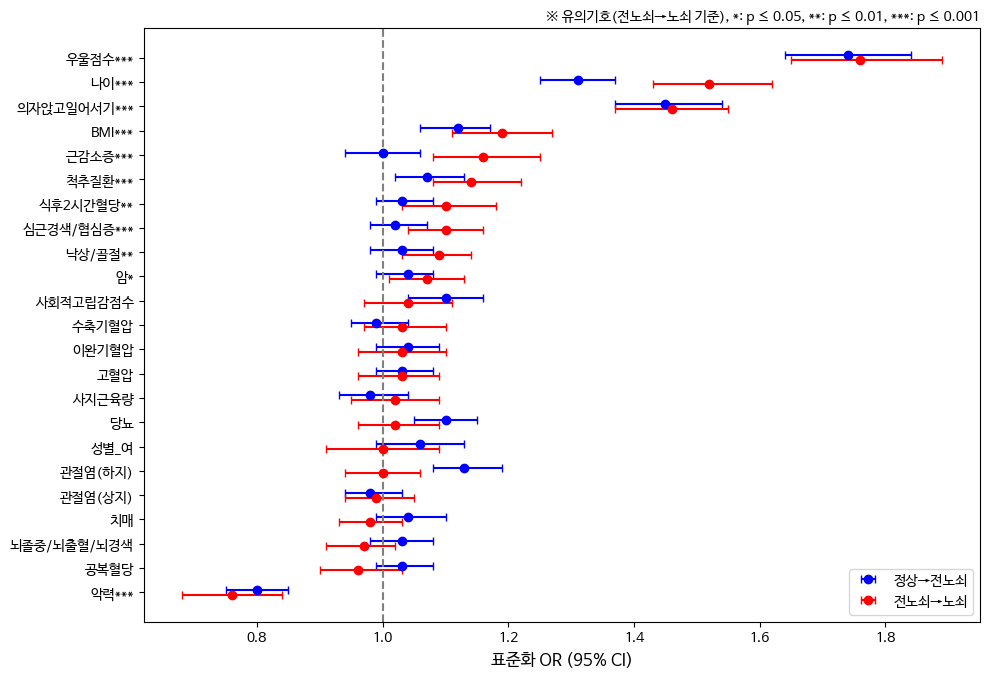 ※ 유의기호(전노쇠→노쇠 기준), *: p ≤ 0.05, **: p ≤ 0.01, ***: p ≤ 0.001
우울점수***
나이***
의자앉고일어서기***
BMI***
근감소증***
척추질환***
식후2시간혈당**
심근경색/협심증***
낙상/골절**
암*
사회적고립감점수
수축기혈압
이완기혈압
고혈압
사지근육량
당뇨
성별_여
관절염(하지)
관절염(상지)
치매
뇌졸중/뇌출혈/뇌경색
공복혈당
악력***
정상→전노쇠
전노쇠→노쇠
0.8 1.0 1.2 1.4 1.6 1.8
표준화 OR (95% CI)